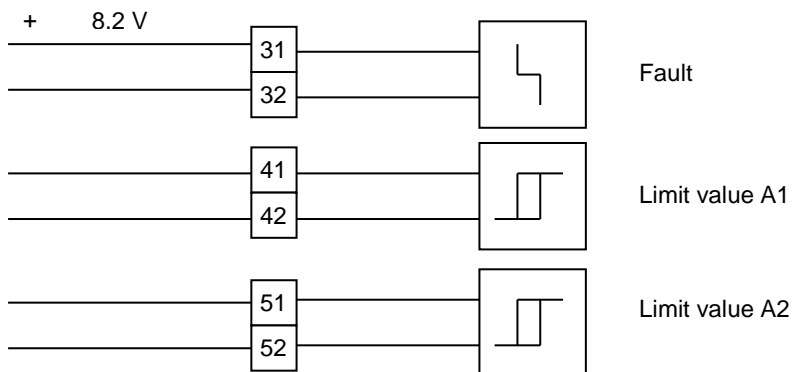 + 8.2 V
31
32
Fault
41
42
Limit value A1
51
52
Limit value A2